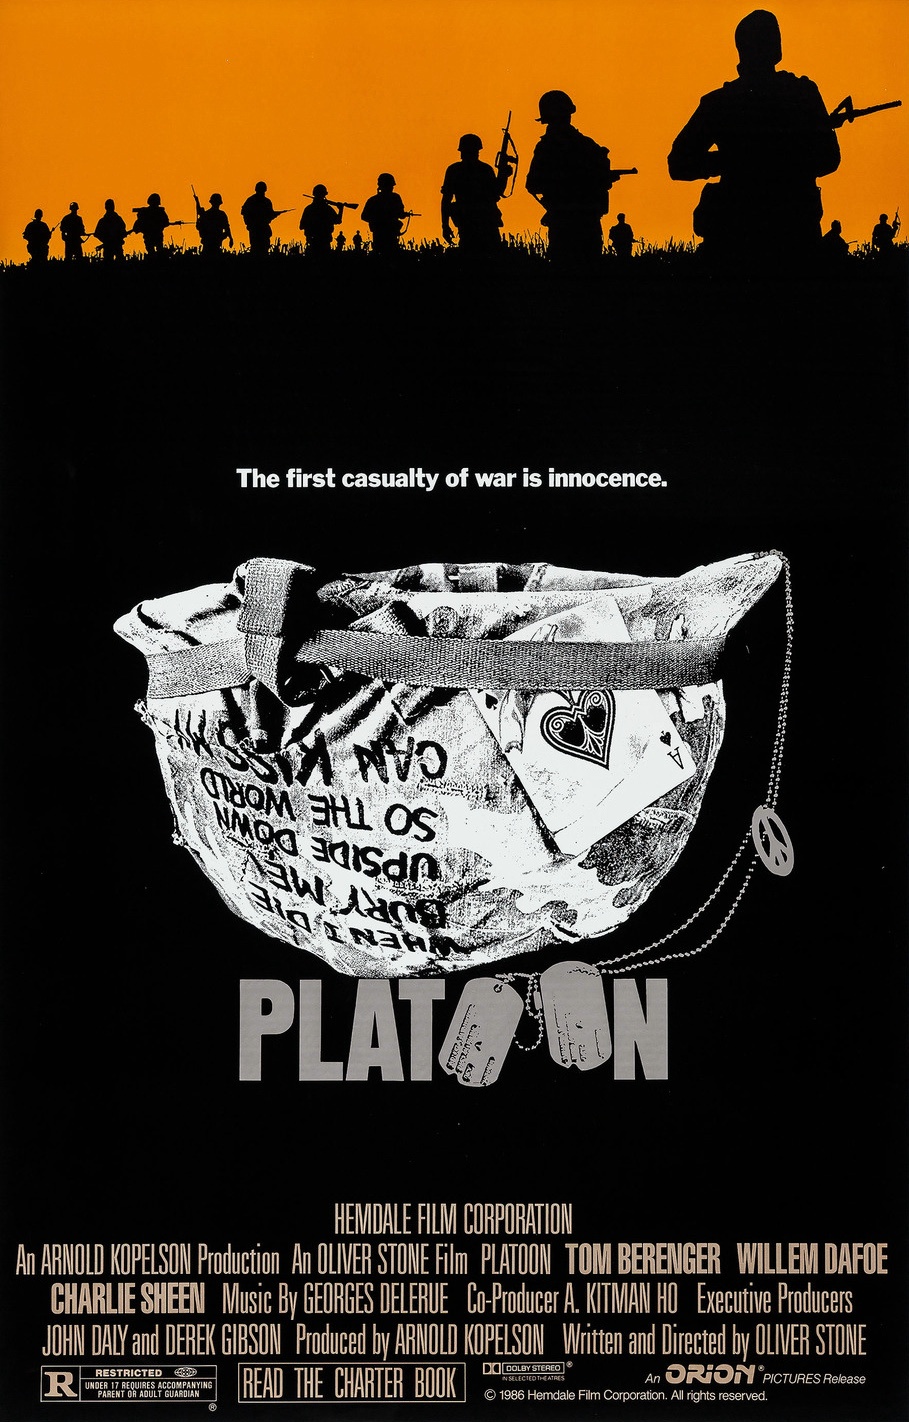 The first casualty of war is innocence.
WHEN I DIE
BURY ME
UPSIDE DOWN
SO THE WORLD
CAN KISS MY
A
PLATOON
HEMDALE FILM CORPORATION
An ARNOLD KOPELSON Production An OLIVER STONE Film PLATOON TOM BERENGER WILLEM DAFOE
CHARLIE SHEEN Music By GEORGES DELERUE Co-Producer A. KITMAN HO Executive Producers
JOHN DALY and DEREK GIBSON Produced by ARNOLD KOPELSON Written and Directed by OLIVER STONE
R RESTRICTED
UNDER 17 REQUIRES ACCOMPANYING
PARENT OR ADULT GUARDIAN
®
READ THE CHARTER BOOK
DOLBY STEREO ®
IN SELECTED THEATRES
An ORION® PICTURES Release
© 1986 Hemdale Film Corporation. All rights reserved.